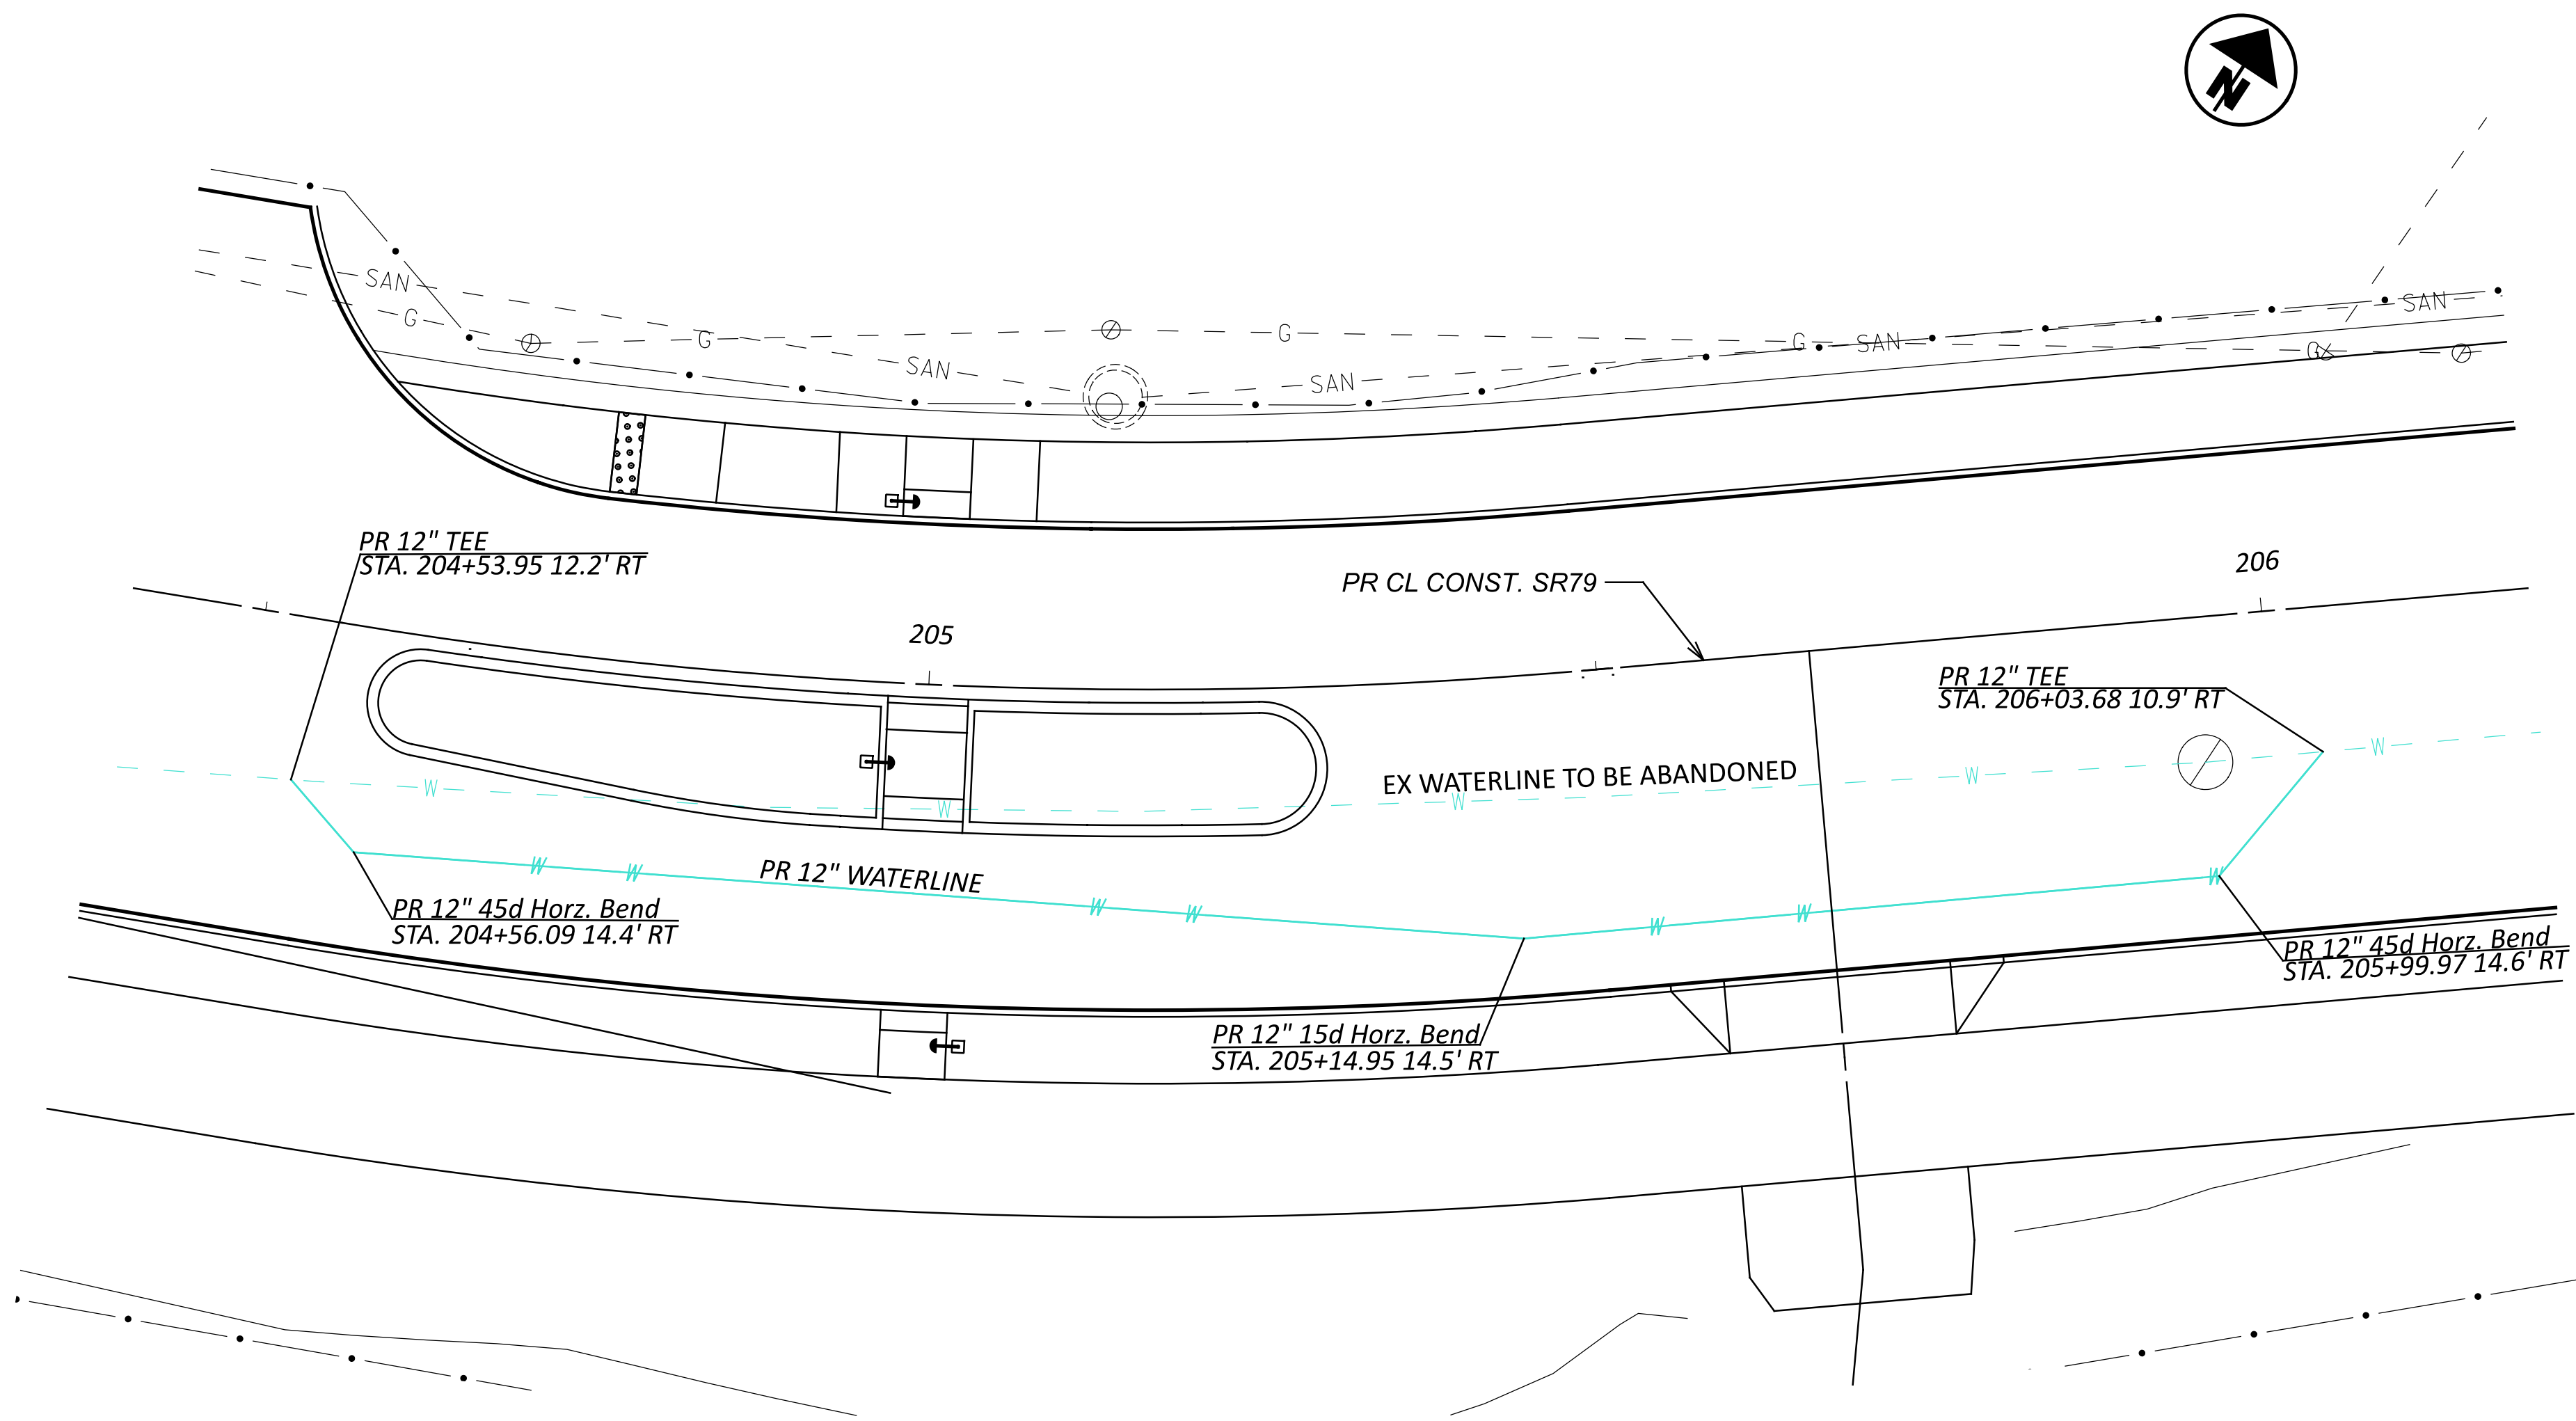 N
SAN
G
G
SAN
G
SAN
G
SAN
SAN
G
PR 12" TEE
STA. 204+53.95 12.2' RT
PR CL CONST. SR79
206
205
PR 12" TEE
STA. 206+03.68 10.9' RT
W
W
W
W
W
EX WATERLINE TO BE ABANDONED
W
W
PR 12" WATERLINE
W
W
W
W
W
PR 12" 45d Horz. Bend
STA. 204+56.09 14.4' RT
PR 12" 45d Horz. Bend
STA. 205+99.97 14.6' RT
PR 12" 15d Horz. Bend
STA. 205+14.95 14.5' RT